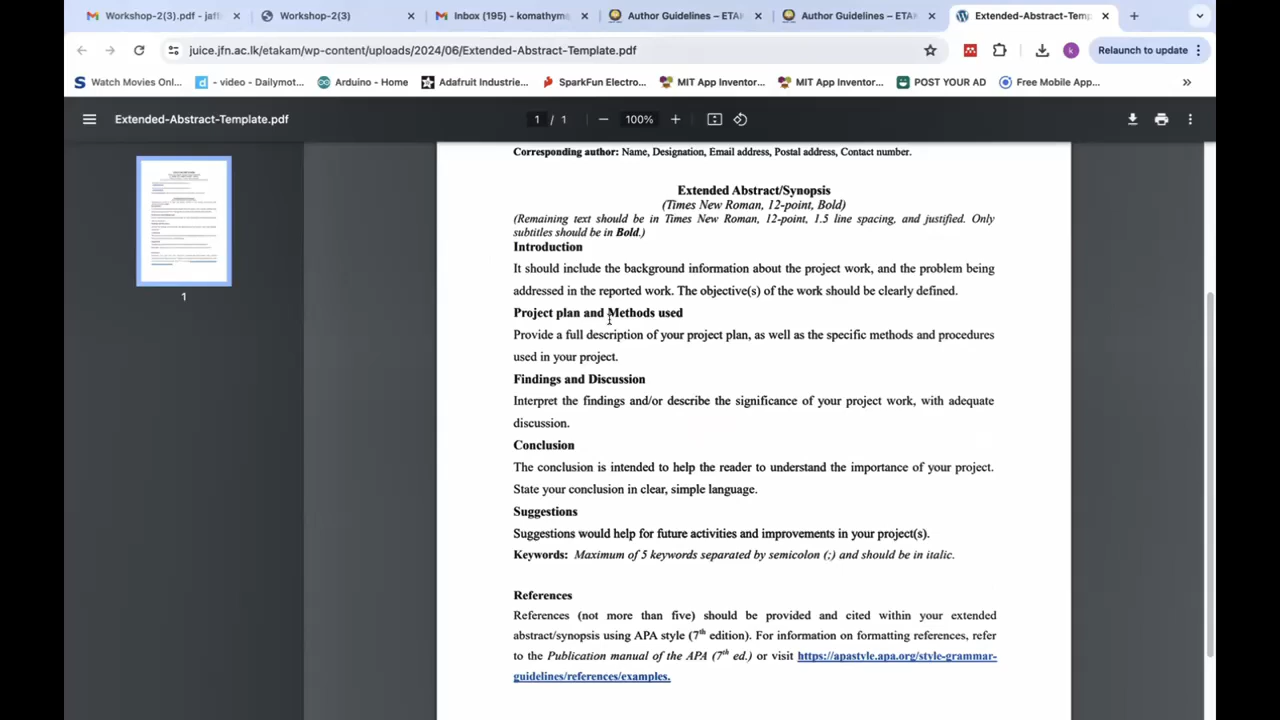 Workshop-2(3).pdf - jaff
Workshop-2(3)
Inbox (195) - komathym
Author Guidelines – ETA
Author Guidelines – ETA
Extended-Abstract-Temp
juice.jfn.ac.lk/etakam/wp-content/uploads/2024/06/Extended-Abstract-Template.pdf
k
Relaunch to update
Watch Movies Onl...
- video - Dailymot...
Arduino - Home
Adafruit Industrie...
SparkFun Electro...
MIT App Inventor...
MIT App Inventor...
POST YOUR AD
Free Mobile App...
»
Extended-Abstract-Template.pdf
1 / 1
100%
1
Corresponding author: Name, Designation, Email address, Postal address, Contact number.
Extended Abstract/Synopsis
(Times New Roman, 12-point, Bold)
(Remaining text should be in Times New Roman, 12-point, 1.5 line spacing, and justified. Only
subtitles should be in Bold.)
Introduction
It should include the background information about the project work, and the problem being
addressed in the reported work. The objective(s) of the work should be clearly defined.
Project plan and Methods used
Provide a full description of your project plan, as well as the specific methods and procedures
used in your project.
Findings and Discussion
Interpret the findings and/or describe the significance of your project work, with adequate
discussion.
Conclusion
The conclusion is intended to help the reader to understand the importance of your project.
State your conclusion in clear, simple language.
Suggestions
Suggestions would help for future activities and improvements in your project(s).
Keywords: Maximum of 5 keywords separated by semicolon (;) and should be in italic.
References
References (not more than five) should be provided and cited within your extended
abstract/synopsis using APA style (7th edition). For information on formatting references, refer
to the Publication manual of the APA (7th ed.) or visit https://apastyle.apa.org/style-grammar-
guidelines/references/examples.